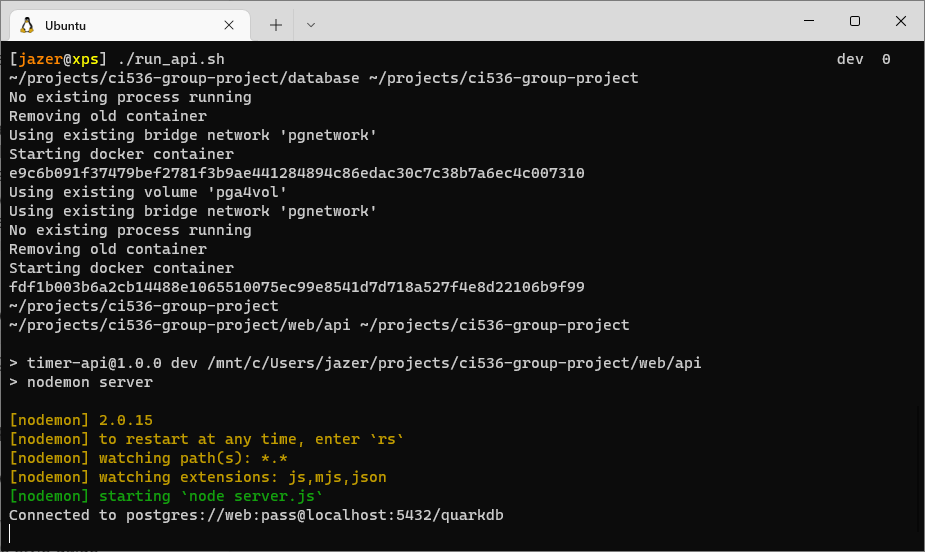 Ubuntu
[jazer@xps] ./run_api.sh dev 0
~/projects/ci536-group-project/database ~/projects/ci536-group-project
No existing process running
Removing old container
Using existing bridge network 'pgnetwork'
Starting docker container
e9c6b091f37479bef2781f3b9ae441284894c86edac30c7c38b7a6ec4c007310
Using existing volume 'pga4vol'
Using existing bridge network 'pgnetwork'
No existing process running
Removing old container
Starting docker container
fdf1b003b6a2cb14488e1065510075ec99e8541d7d718a527f4e8d22106b9f99
~/projects/ci536-group-project
~/projects/ci536-group-project/web/api ~/projects/ci536-group-project
> timer-api@1.0.0 dev /mnt/c/Users/jazer/projects/ci536-group-project/web/api
> nodemon server
[nodemon] 2.0.15
[nodemon] to restart at any time, enter `rs`
[nodemon] watching path(s): *.*
[nodemon] watching extensions: js,mjs,json
[nodemon] starting `node server.js`
Connected to postgres://web:pass@localhost:5432/quarkdb